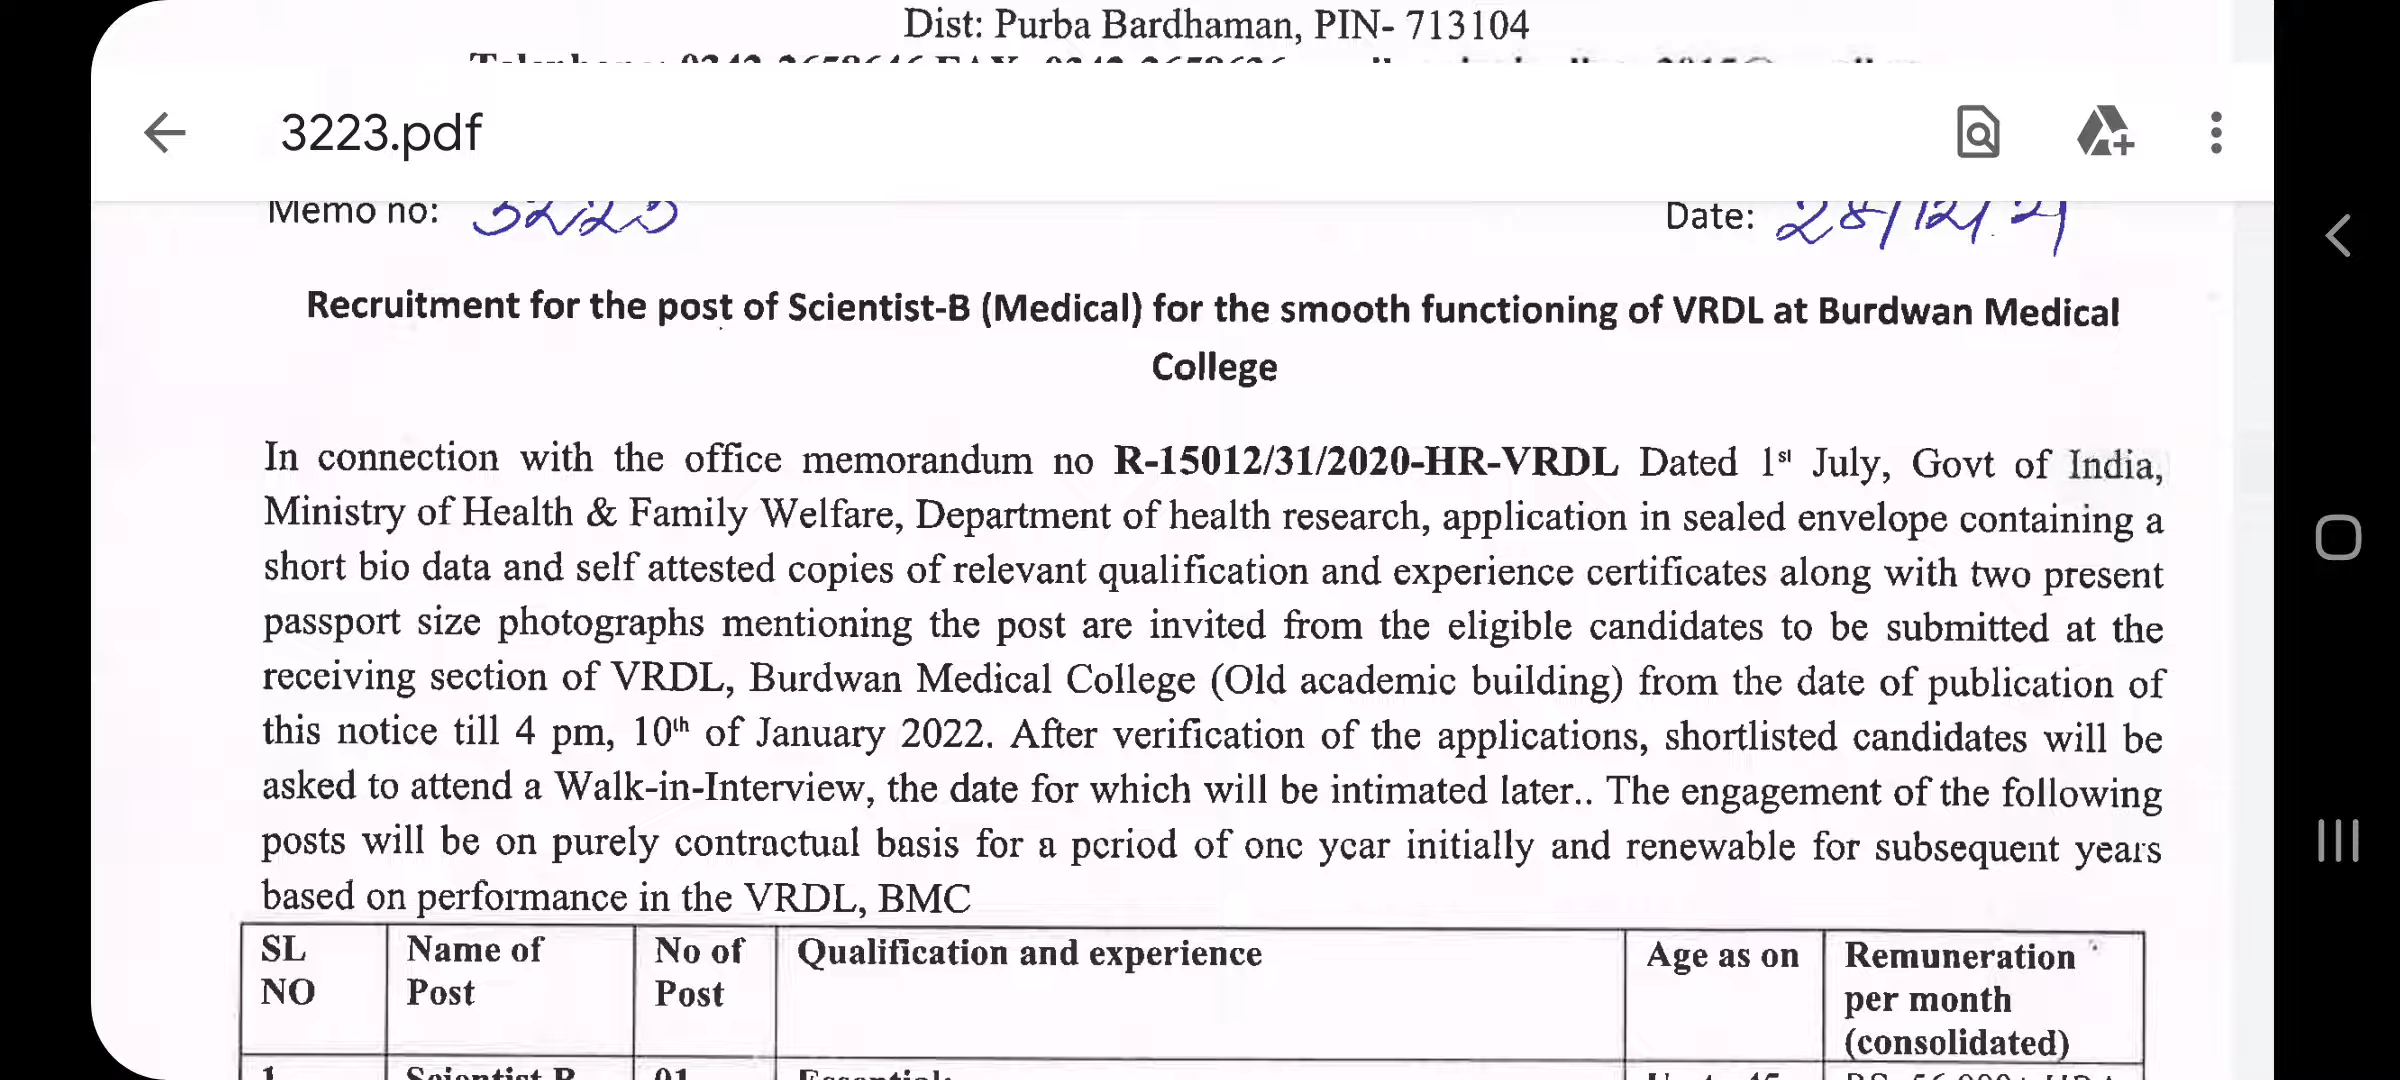 Dist: Purba Bardhaman, PIN- 713104
3223.pdf
Memo no: 3223
Date: 28/12/21
Recruitment for the post of Scientist-B (Medical) for the smooth functioning of VRDL at Burdwan Medical
College
In connection with the office memorandum no R-15012/31/2020-HR-VRDL Dated 1st July, Govt of India,
Ministry of Health & Family Welfare, Department of health research, application in sealed envelope containing a
short bio data and self attested copies of relevant qualification and experience certificates along with two present
passport size photographs mentioning the post are invited from the eligible candidates to be submitted at the
receiving section of VRDL, Burdwan Medical College (Old academic building) from the date of publication of
this notice till 4 pm, 10th of January 2022. After verification of the applications, shortlisted candidates will be
asked to attend a Walk-in-Interview, the date for which will be intimated later.. The engagement of the following
posts will be on purely contractual basis for a period of one year initially and renewable for subsequent years
based on performance in the VRDL, BMC
SL NO
Name of Post
No of Post
Qualification and experience
Age as on
Remuneration per month (consolidated)
1
Scientist B
01
Essential: